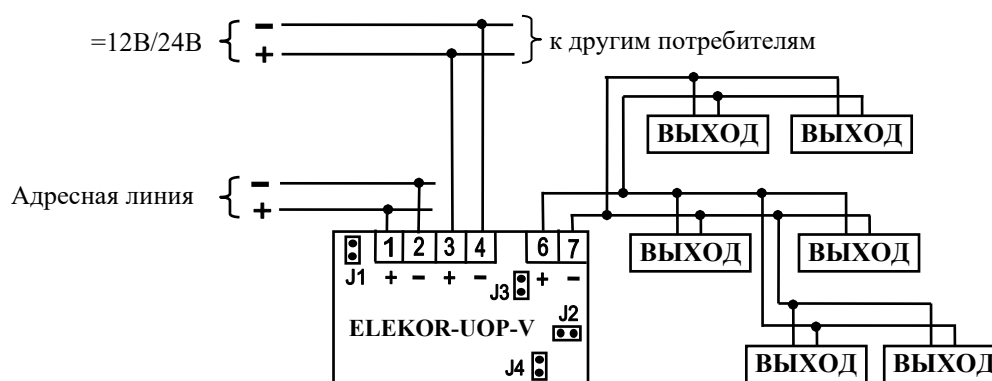 =12В/24В
−
+
к другим потребителям
ВЫХОД ВЫХОД
Адресная линия
−
+
1 2 3 4 6 7
J1 + − + − J3 + −
ВЫХОД ВЫХОД
J2
ELEKOR-UOP-V
J4
ВЫХОД ВЫХОД